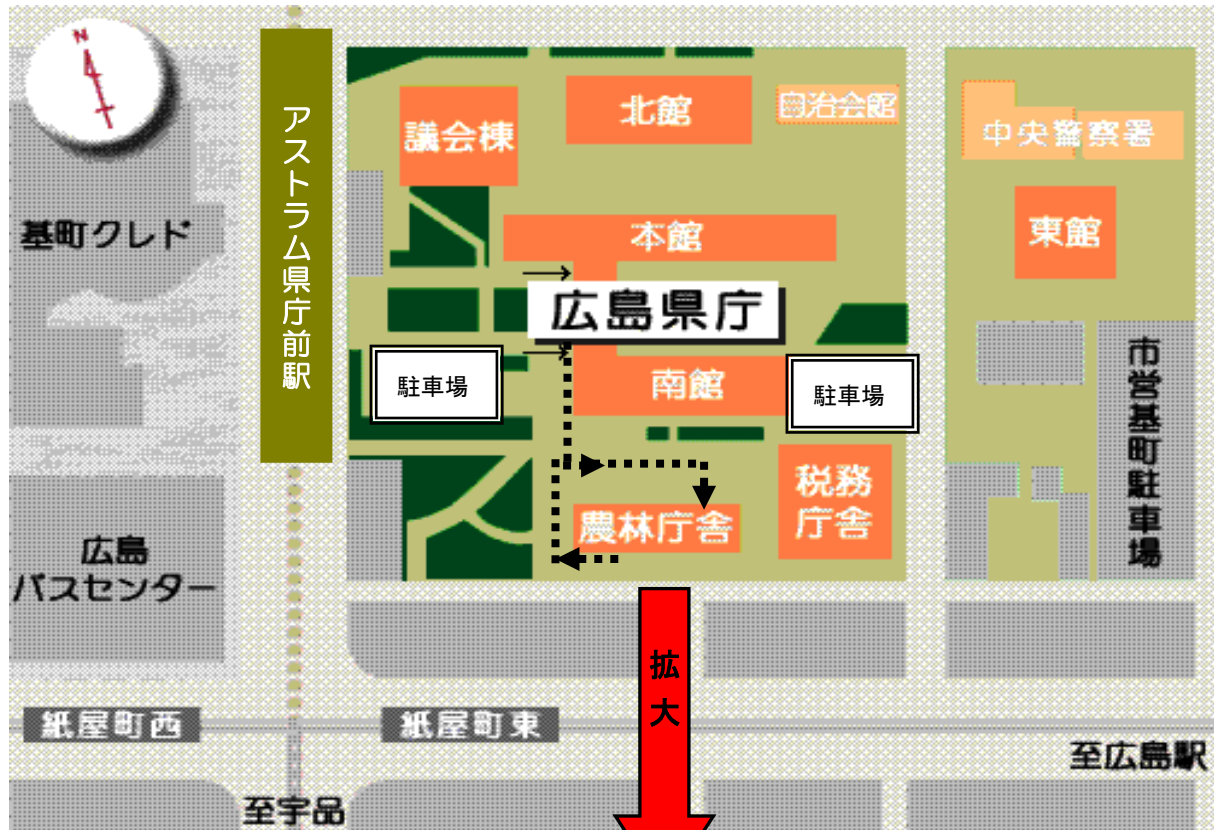 N
アストラム県庁前駅
議会棟
北館
自治会館
中央警察署
基町クレド
本館
東館
広島県庁
駐車場
南館
駐車場
市営基町駐車場
税務
庁舎
農林庁舎
広島
バスセンター
拡大
紙屋町西
紙屋町東
至広島駅
至宇品